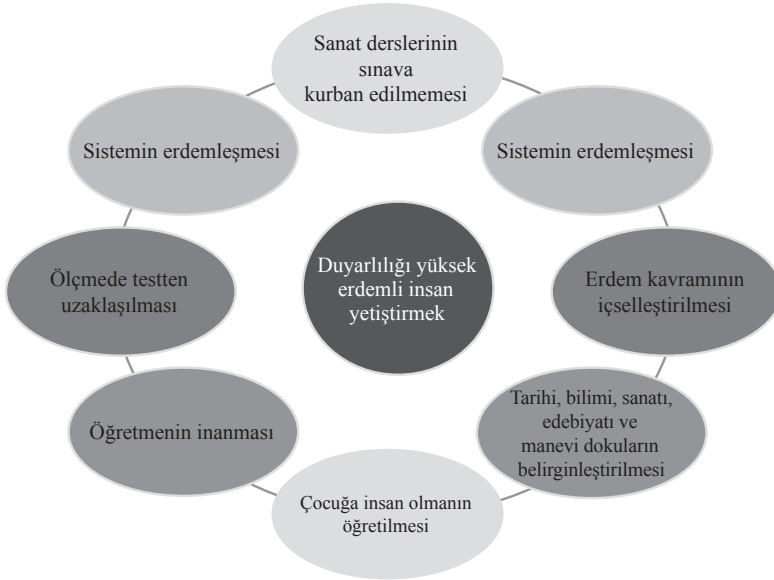 Sanat derslerinin
sınava
kurban edilmemesi
Sistemin erdemleşmesi
Sistemin erdemleşmesi
Duyarlılığı yüksek
erdemli insan
yetiştirmek
Ölçmede testten
uzaklaşılması
Erdem kavramının
içselleştirilmesi
Öğretmenin inanması
Tarihi, bilimi, sanatı,
edebiyatı ve
manevi dokuların
belirginleştirilmesi
Çocuğa insan olmanın
öğretilmesi